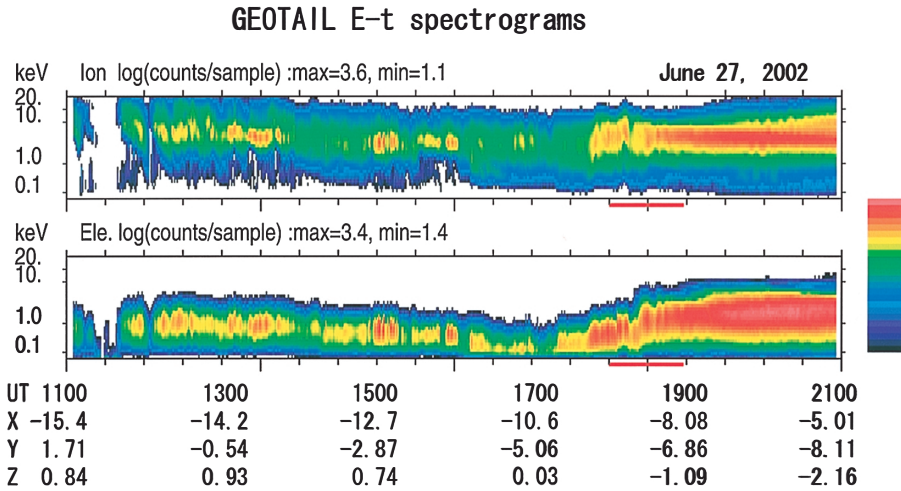 GEOTAIL E-t spectrograms
keV Ion log(counts/sample) :max=3.6, min=1.1 June 27, 2002
20.
10.
1.0
0.1
keV Ele. log(counts/sample) :max=3.4, min=1.4
20.
10.
1.0
0.1
UT 1100 1300 1500 1700 1900 2100
X -15.4 -14.2 -12.7 -10.6 -8.08 -5.01
Y 1.71 -0.54 -2.87 -5.06 -6.86 -8.11
Z 0.84 0.93 0.74 0.03 -1.09 -2.16